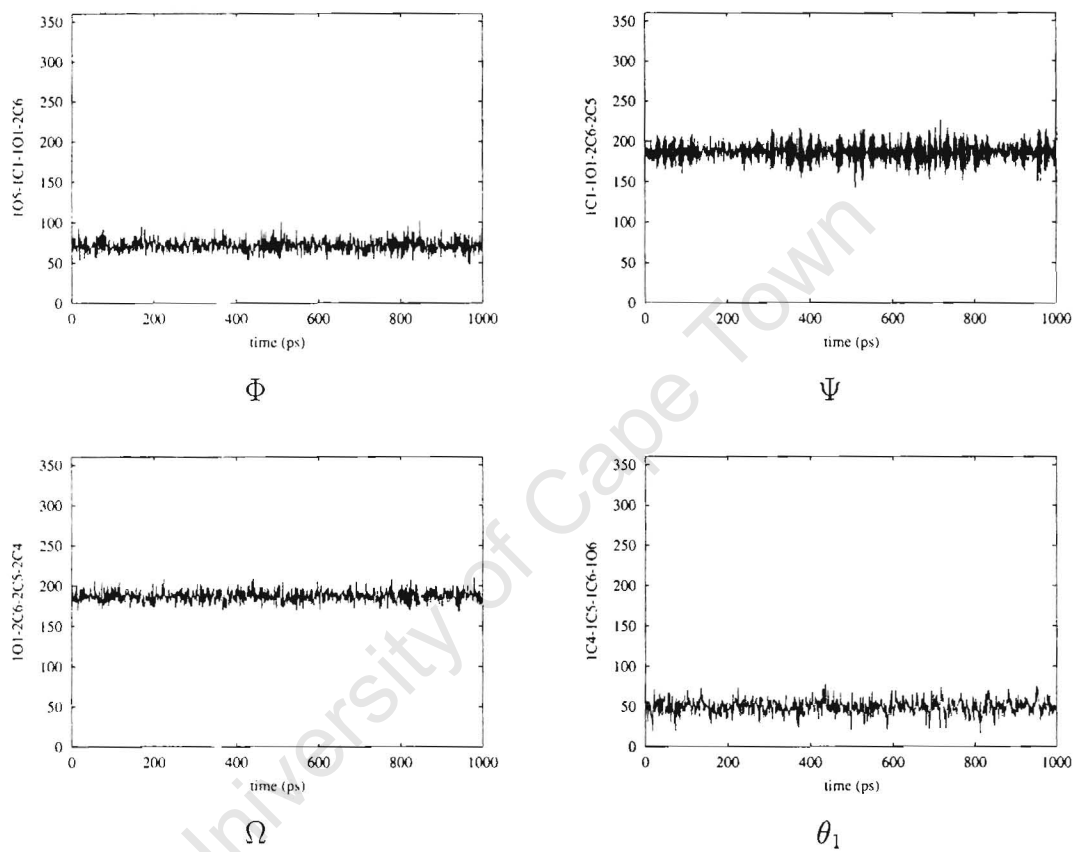 350
300
250
200
150
100
50
0
1O5-1C1-1O1-2C6
0 200 400 600 800 1000
time (ps)
Φ
350
300
250
200
150
100
50
0
1C1-1O1-2C6-2C5
0 200 400 600 800 1000
time (ps)
Ψ
350
300
250
200
150
100
50
0
1O1-2C6-2C5-2C4
0 200 400 600 800 1000
time (ps)
Ω
350
300
250
200
150
100
50
0
1C4-1C5-1C6-1O6
0 200 400 600 800 1000
time (ps)
θ₁
University of Cape Town